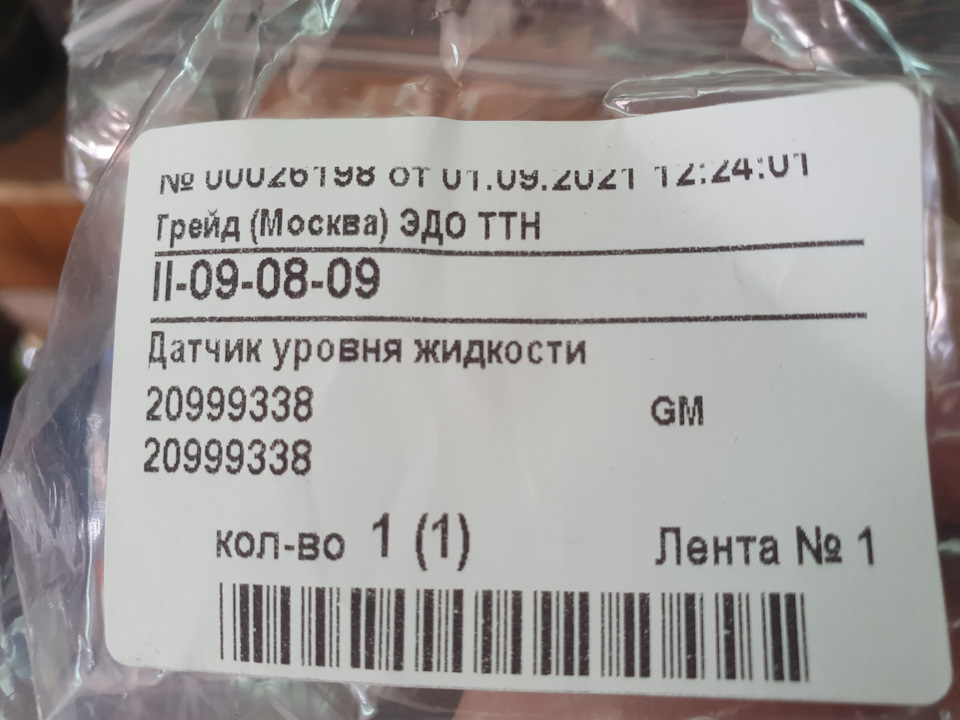 № 00026198 от 01.09.2021 12:24:01
Грейд (Москва) ЭДО ТТН
II-09-08-09
Датчик уровня жидкости
20999338 GM
20999338
кол-во 1 (1) Лента № 1